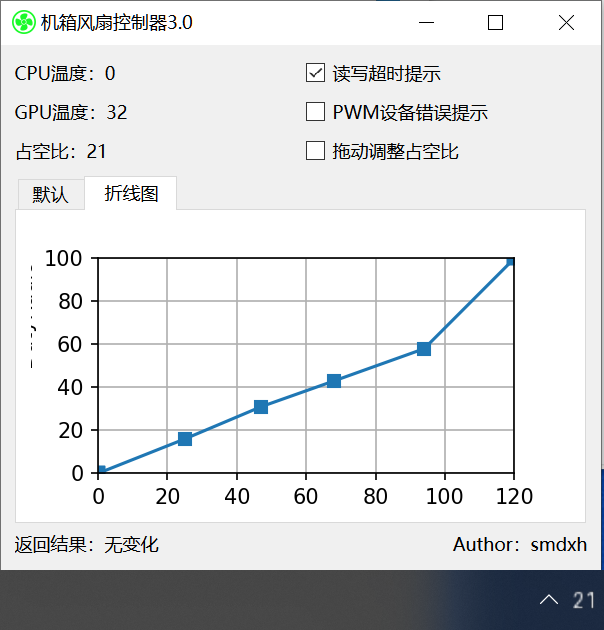 机箱风扇控制器3.0
CPU温度：0
读写超时提示
GPU温度：32
PWM设备错误提示
占空比：21
拖动调整占空比
默认
折线图
100
80
60
40
20
0
0 20 40 60 80 100 120
返回结果：无变化
Author：smdxh
21